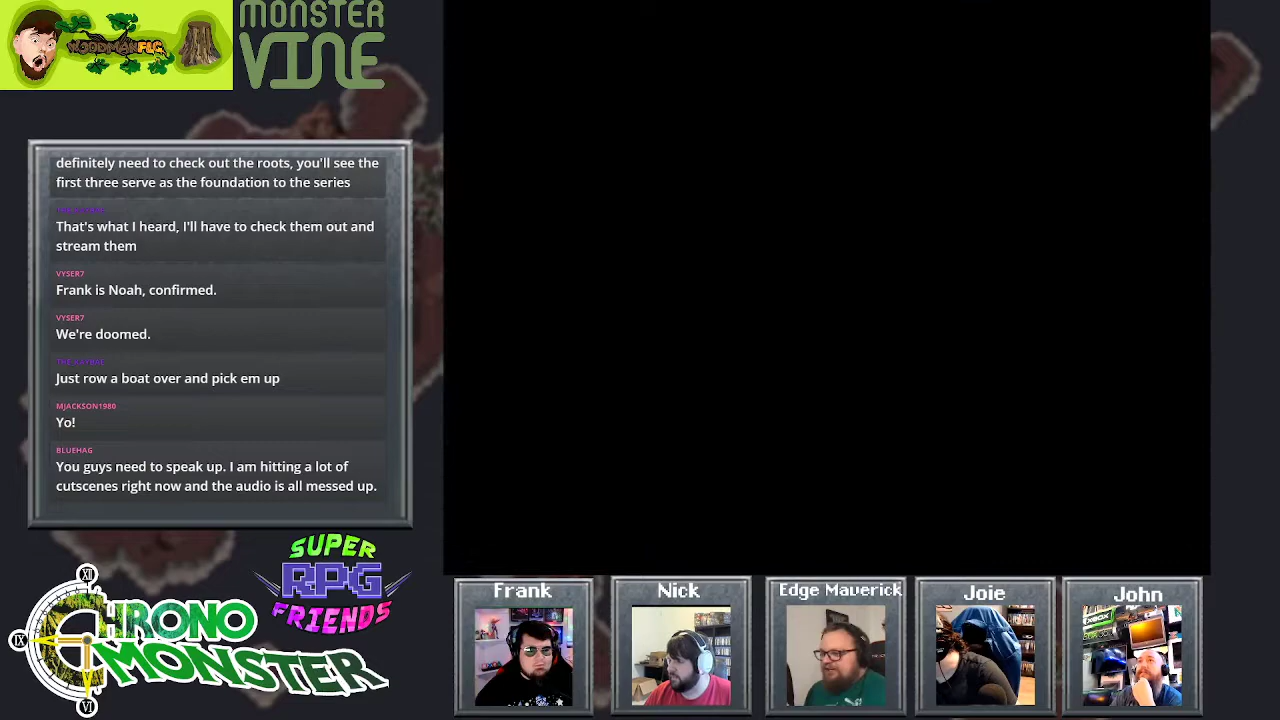 WOODMANFLG
MONSTER
VINE
definitely need to check out the roots, you'll see the
first three serve as the foundation to the series
That's what I heard, I'll have to check them out and
stream them
VYSER7
Frank is Noah, confirmed.
VYSER7
We're doomed.
Just row a boat over and pick em up
MJACKSON1980
Yo!
BLUEHAG
You guys need to speak up. I am hitting a lot of
cutscenes right now and the audio is all messed up.
SUPER
RPG
FRIENDS
XII
IX
VI
CHRONO
MONSTER
Frank
Nick
Edge Maverick
Joie
John
XBOX